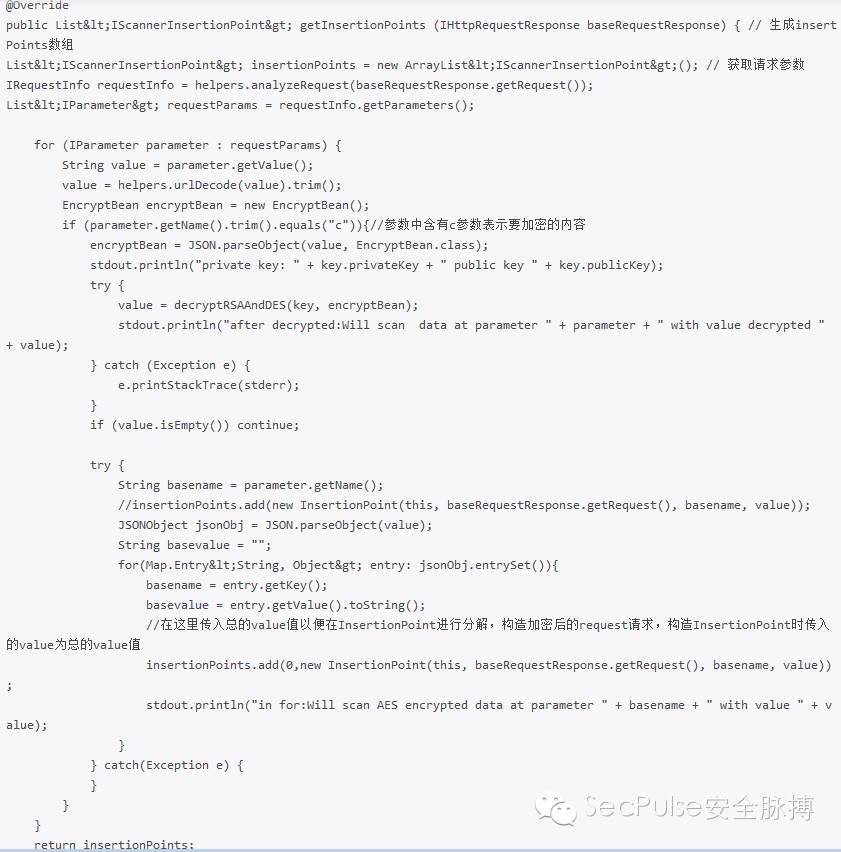 @Override
public List&lt;IScannerInsertionPoint&gt; getInsertionPoints (IHttpRequestResponse baseRequestResponse) { // 生成insert
Points数组
List&lt;IScannerInsertionPoint&gt; insertionPoints = new ArrayList&lt;IScannerInsertionPoint&gt;(); // 获取请求参数
IRequestInfo requestInfo = helpers.analyzeRequest(baseRequestResponse.getRequest());
List&lt;IParameter&gt; requestParams = requestInfo.getParameters();
for (IParameter parameter : requestParams) {
String value = parameter.getValue();
value = helpers.urlDecode(value).trim();
EncryptBean encryptBean = new EncryptBean();
if (parameter.getName().trim().equals("c")){//参数中含有c参数表示要加密的内容
encryptBean = JSON.parseObject(value, EncryptBean.class);
stdout.println("private key: " + key.privateKey + " public key " + key.publicKey);
try {
value = decryptRSAAndDES(key, encryptBean);
stdout.println("after decrypted:Will scan  data at parameter " + parameter + " with value decrypted "
+ value);
} catch (Exception e) {
e.printStackTrace(stderr);
}
if (value.isEmpty()) continue;
try {
String basename = parameter.getName();
//insertionPoints.add(new InsertionPoint(this, baseRequestResponse.getRequest(), basename, value));
JSONObject jsonObj = JSON.parseObject(value);
String basevalue = "";
for(Map.Entry&lt;String, Object&gt; entry: jsonObj.entrySet()){
basename = entry.getKey();
basevalue = entry.getValue().toString();
//在这里传入总的value值以便在InsertionPoint进行分解，构造加密后的request请求，构造InsertionPoint时传入
的value为总的value值
insertionPoints.add(0,new InsertionPoint(this, baseRequestResponse.getRequest(), basename, value))
;
stdout.println("in for:Will scan AES encrypted data at parameter " + basename + " with value " + v
alue);
}
} catch(Exception e) {
}
}
}
return insertionPoints;
SecPulse安全脉搏